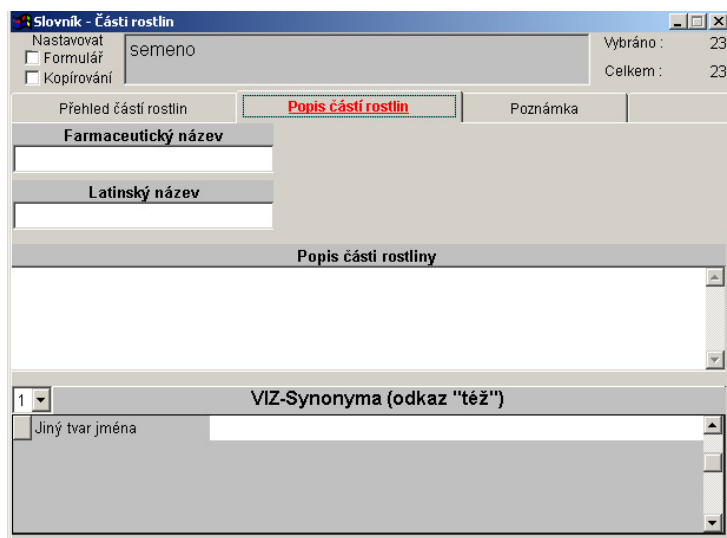 Slovník - Části rostlin
Nastavovat
Formulář
Kopírování
semeno
Vybráno : 23
Celkem : 23
Přehled částí rostlin Popis částí rostlin Poznámka
Farmaceutický název
Latinský název
Popis části rostliny
1 VIZ-Synonyma (odkaz "též")
Jiný tvar jména